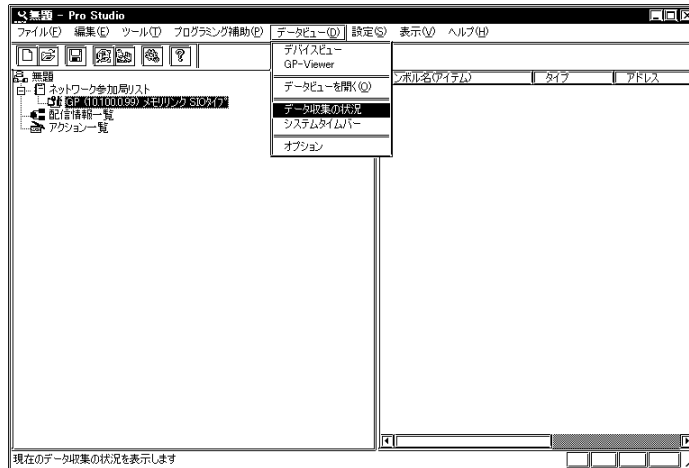 無題 - Pro Studio
ファイル(F) 編集(E) ツール(T) プログラミング補助(P) データビュー(D) 設定(S) 表示(V) ヘルプ(H)
デバイスビュー
GP-Viewer
データビューを開く(O)
データ収集の状況
システムタイムバー
オプション
無題
ネットワーク参加局リスト
GP (10.100.0.99) メモリリンク SIOタイプ
配信情報一覧
アクション一覧
ンボル名(アイテム) タイプ アドレス
現在のデータ収集の状況を表示します